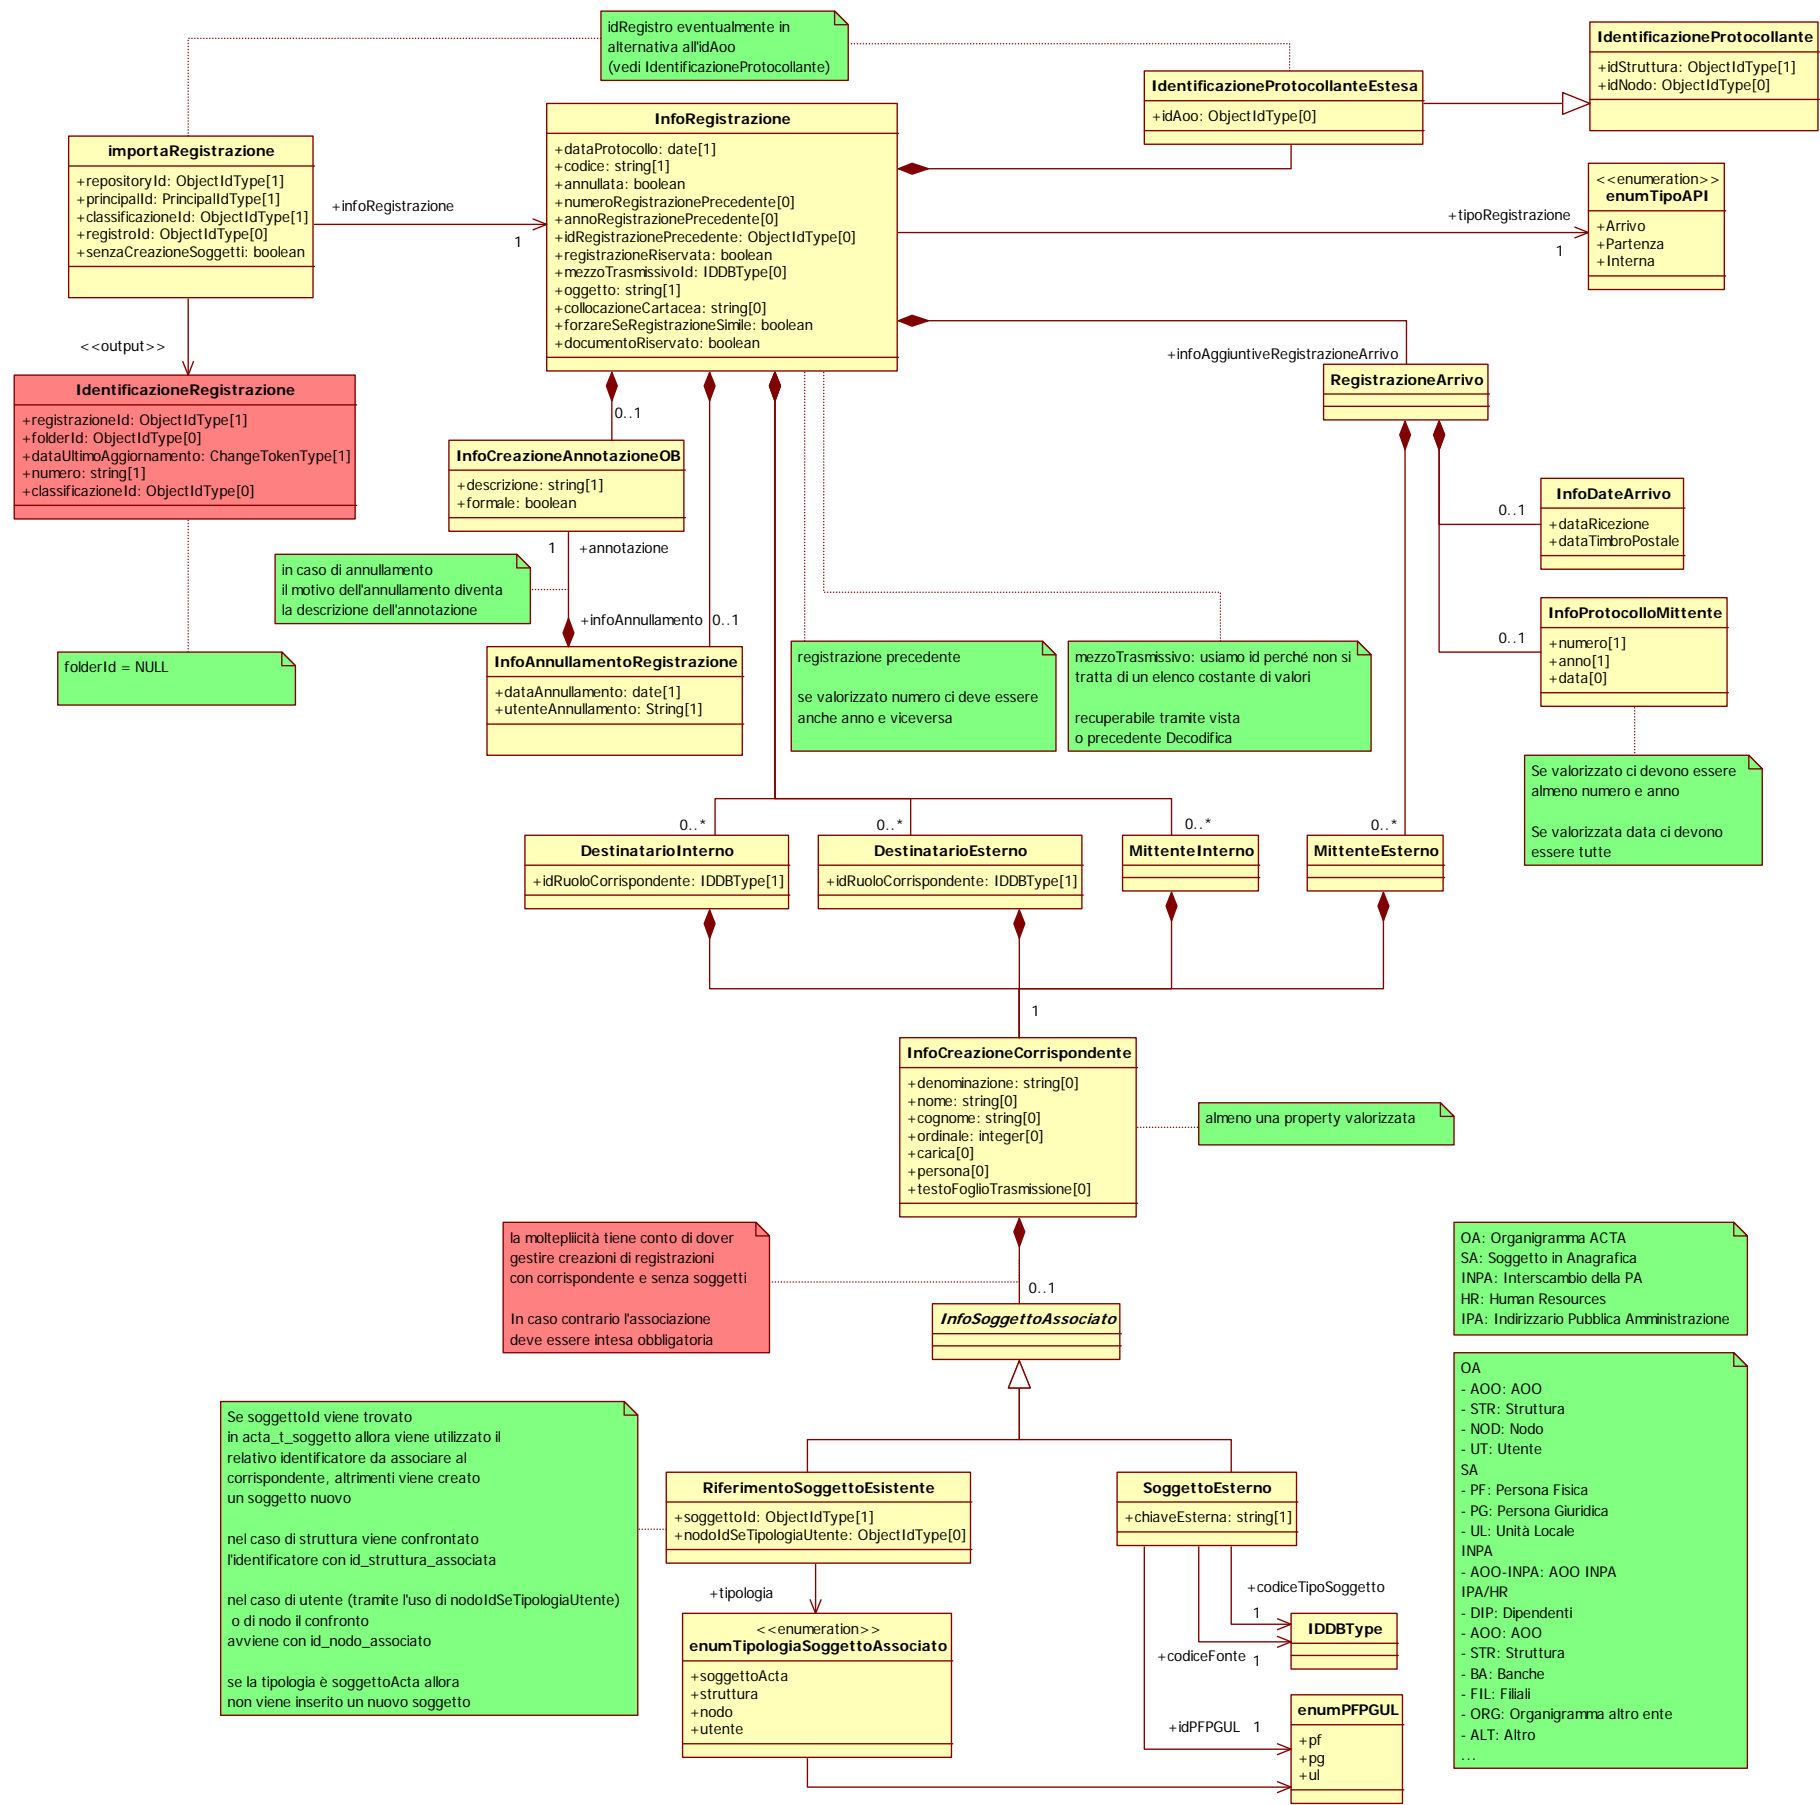 idRegistro eventualmente in
alternativa all'idAoo
(vedi IdentificazioneProtocollante)
IdentificazioneProtocollante
+idStruttura: ObjectIdType[1]
+idNodo: ObjectIdType[0]
IdentificazioneProtocollanteEstesa
+idAoo: ObjectIdType[0]
importaRegistrazione
+repositoryId: ObjectIdType[1]
+principalId: PrincipalIdType[1]
+classificazioneId: ObjectIdType[1]
+registroId: ObjectIdType[0]
+senzaCreazioneSoggetti: boolean
+infoRegistrazione
1
InfoRegistrazione
+dataProtocollo: date[1]
+codice: string[1]
+annullata: boolean
+numeroRegistrazionePrecedente[0]
+annoRegistrazionePrecedente[0]
+idRegistrazionePrecedente: ObjectIdType[0]
+registrazioneRiservata: boolean
+mezzoTrasmissivoId: IDDBType[0]
+oggetto: string[1]
+collocazioneCartacea: string[0]
+forzareSeRegistrazioneSimile: boolean
+documentoRiservato: boolean
+tipoRegistrazione
1
<<enumeration>>
enumTipoAPI
+Arrivo
+Partenza
+Interna
<<output>>
IdentificazioneRegistrazione
+registrazioneId: ObjectIdType[1]
+folderId: ObjectIdType[0]
+dataUltimoAggiornamento: ChangeTokenType[1]
+numero: string[1]
+classificazioneId: ObjectIdType[0]
folderId = NULL
+infoAggiuntiveRegistrazioneArrivo
RegistrazioneArrivo
0..1
InfoCreazioneAnnotazioneOB
+descrizione: string[1]
+formale: boolean
1
+annotazione
in caso di annullamento
il motivo dell'annullamento diventa
la descrizione dell'annotazione
+infoAnnullamento
0..1
InfoAnnullamentoRegistrazione
+dataAnnullamento: date[1]
+utenteAnnullamento: String[1]
registrazione precedente
se valorizzato numero ci deve essere
anche anno e viceversa
mezzoTrasmissivo: usiamo id perché non si
tratta di un elenco costante di valori
recuperabile tramite vista
o precedente Decodifica
0..1
InfoDateArrivo
+dataRicezione
+dataTimbroPostale
0..1
InfoProtocolloMittente
+numero[1]
+anno[1]
+data[0]
Se valorizzato ci devono essere
almeno numero e anno
Se valorizzata data ci devono
essere tutte
0..*
DestinatarioInterno
+idRuoloCorrispondente: IDDBType[1]
0..*
DestinatarioEsterno
+idRuoloCorrispondente: IDDBType[1]
0..*
MittenteInterno
0..*
MittenteEsterno
1
InfoCreazioneCorrispondente
+denominazione: string[0]
+nome: string[0]
+cognome: string[0]
+ordinale: integer[0]
+carica[0]
+persona[0]
+testoFoglioTrasmissione[0]
almeno una property valorizzata
la moltepliicità tiene conto di dover
gestire creazioni di registrazioni
con corrispondente e senza soggetti
In caso contrario l'associazione
deve essere intesa obbligatoria
0..1
InfoSoggettoAssociato
OA: Organigramma ACTA
SA: Soggetto in Anagrafica
INPA: Interscambio della PA
HR: Human Resources
IPA: Indirizzario Pubblica Amministrazione
OA
- AOO: AOO
- STR: Struttura
- NOD: Nodo
- UT: Utente
SA
- PF: Persona Fisica
- PG: Persona Giuridica
- UL: Unità Locale
INPA
- AOO-INPA: AOO INPA
IPA/HR
- DIP: Dipendenti
- AOO: AOO
- STR: Struttura
- BA: Banche
- FIL: Filiali
- ORG: Organigramma altro ente
- ALT: Altro
...
Se soggettoId viene trovato
in acta_t_soggetto allora viene utilizzato il
relativo identificatore da associare al
corrispondente, altrimenti viene creato
un soggetto nuovo
nel caso di struttura viene confrontato
l'identificatore con id_struttura_associata
nel caso di utente (tramite l'uso di nodoIdSeTipologiaUtente)
o di nodo il confronto
avviene con id_nodo_associato
se la tipologia è soggettoActa allora
non viene inserito un nuovo soggetto
RiferimentoSoggettoEsistente
+soggettoId: ObjectIdType[1]
+nodoIdSeTipologiaUtente: ObjectIdType[0]
+tipologia
<<enumeration>>
enumTipologiaSoggettoAssociato
+soggettoActa
+struttura
+nodo
+utente
SoggettoEsterno
+chiaveEsterna: string[1]
+codiceTipoSoggetto
1
IDDBType
+codiceFonte
1
+idPFPGUL
1
enumPFPGUL
+pf
+pg
+ul